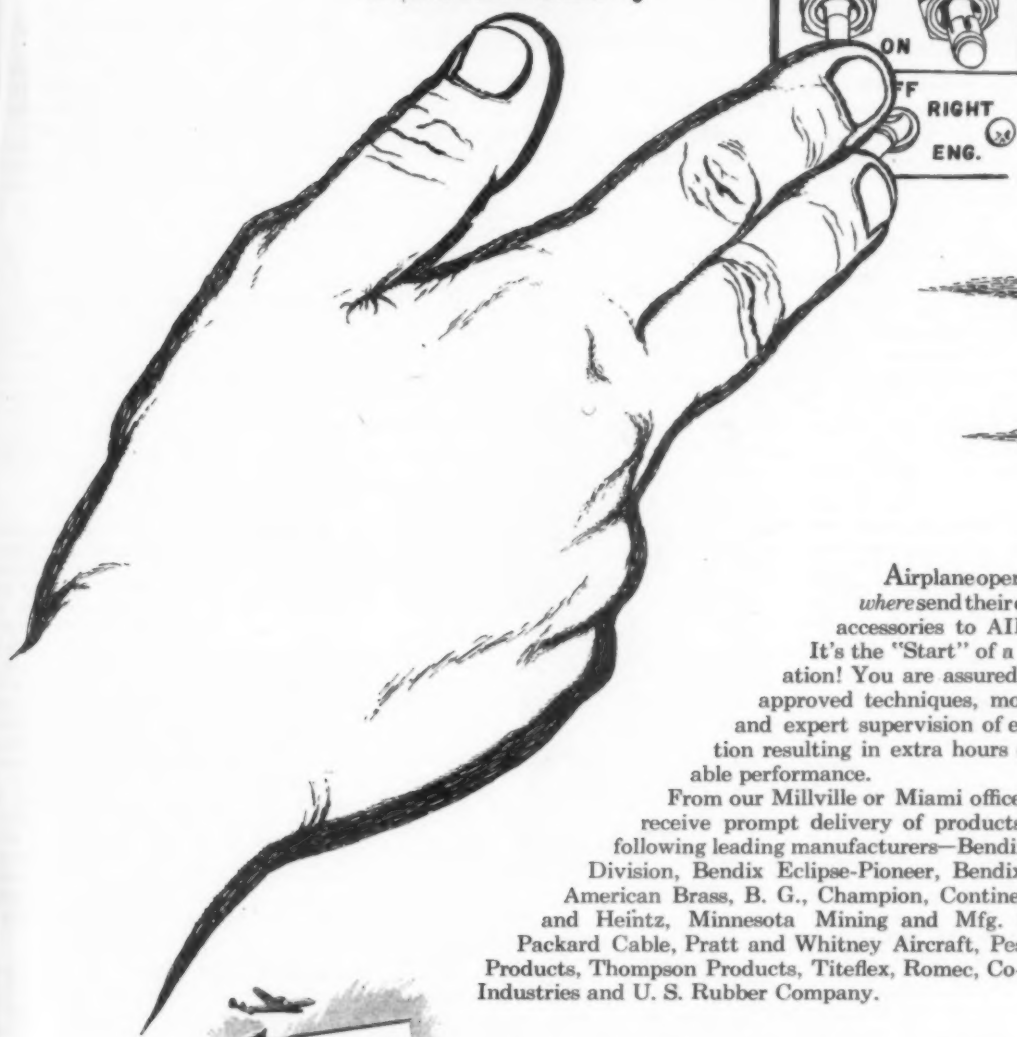 ON
FF
RIGHT
ENG.
Airplane oper
where send their
accessories to AI
It's the "Start" of a
ation! You are assured
approved techniques, mo
and expert supervision of e
tion resulting in extra hours
able performance.
From our Millville or Miami office
receive prompt delivery of products
following leading manufacturers—Bendi
Division, Bendix Eclipse-Pioneer, Bendix
American Brass, B. G., Champion, Contine
and Heintz, Minnesota Mining and Mfg.
Packard Cable, Pratt and Whitney Aircraft, Pe
Products, Thompson Products, Titeflex, Romec, Co-
Industries and U. S. Rubber Company.